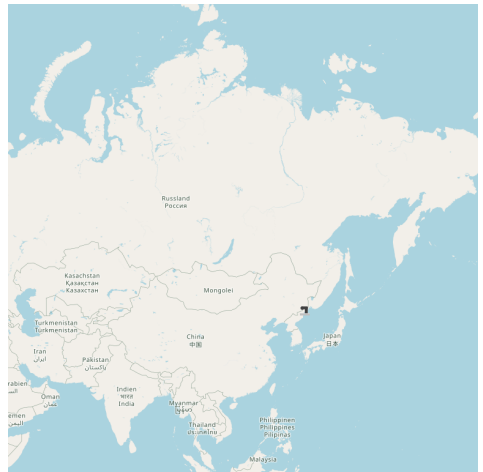 Russland
Россия
Kasachstan
Қазақстан
Казахстан
Mongolei
Turkmenistan
Turkmenistan
China
中国
Japan
日本
Iran
ایران
Pakistan
پاکستان
Indien
भारत
India
Oman
عمان
Myanmar
Thailand
ประเทศไทย
Philippinen
Philippines
Pilipinas
Malaysia